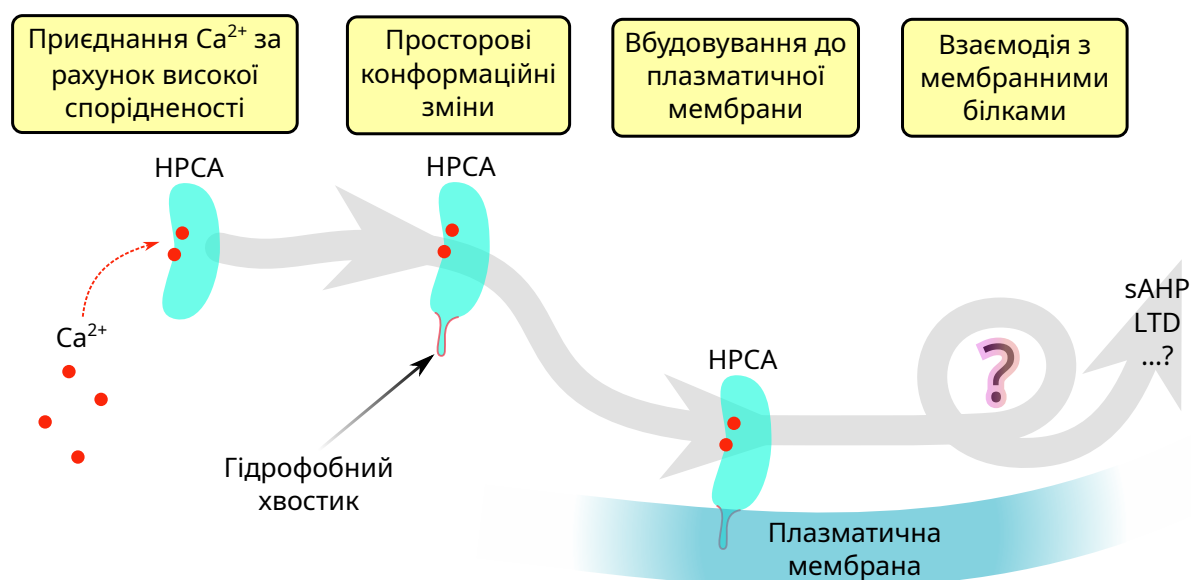 Приєднання Ca²⁺ за
рахунок високої
спорідненості
Просторові
конформаційні
зміни
Вбудовування до
плазматичної
мембрани
Взаємодія з
мембранними
білками
HPCA
HPCA
Ca²⁺
sAHP
LTD
...?
?
HPCA
Гідрофобний
хвостик
Плазматична
мембрана